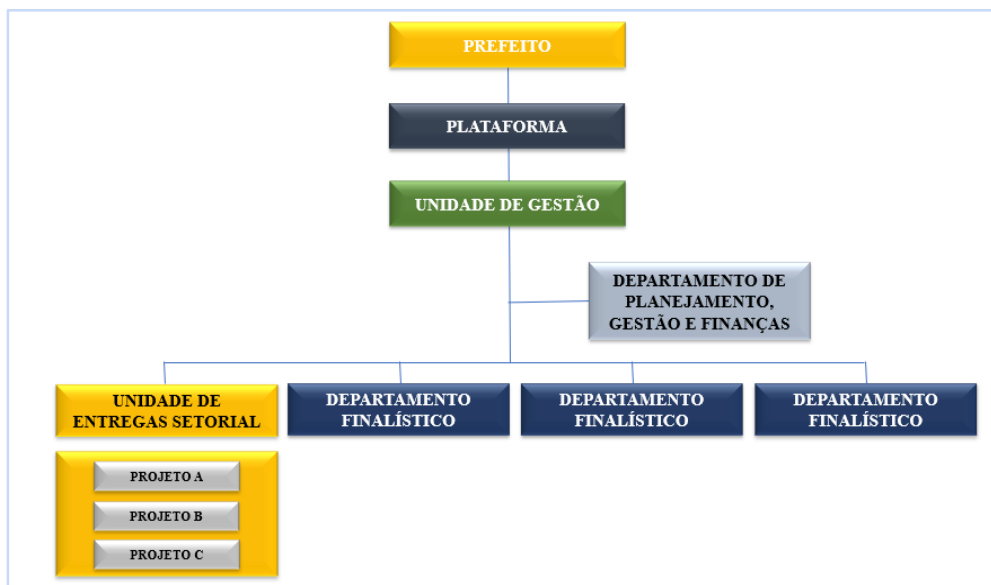 PREFEITO
PLATAFORMA
UNIDADE DE GESTÃO
DEPARTAMENTO DE
PLANEJAMENTO,
GESTÃO E FINANÇAS
UNIDADE DE
ENTREGAS SETORIAL
DEPARTAMENTO
FINALÍSTICO
DEPARTAMENTO
FINALÍSTICO
DEPARTAMENTO
FINALÍSTICO
PROJETO A
PROJETO B
PROJETO C